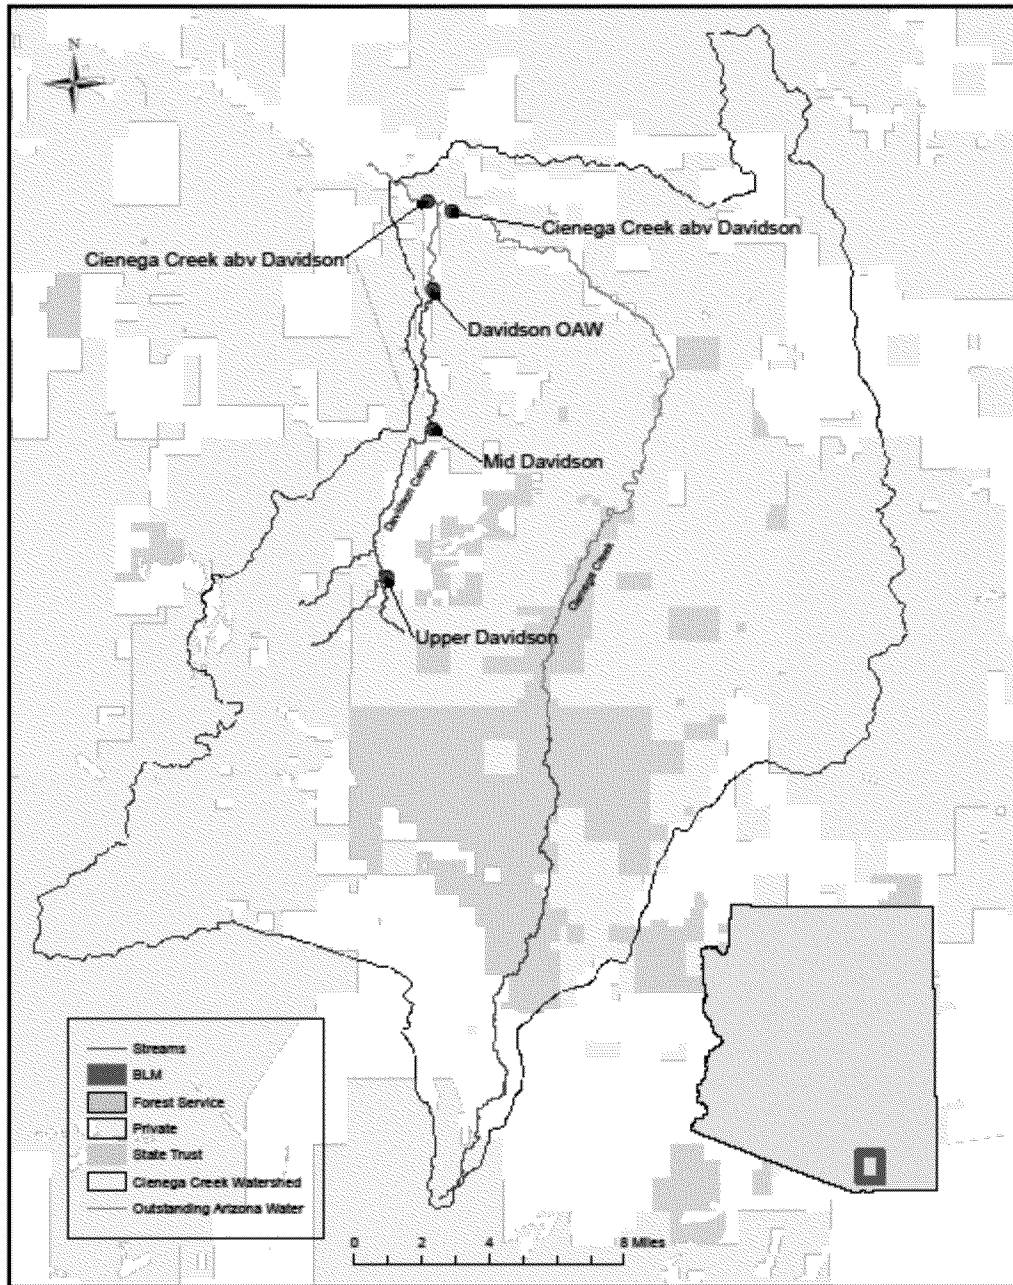 N
Cienega Creek abv Davidson
Cienega Creek abv Davidson
Davidson OAW
Mid Davidson
Davidson Canyon
Cienega Creek
Upper Davidson
Streams
BLM
Forest Service
Private
State Trust
Cienega Creek Watershed
Outstanding Arizona Water
0 2 4 8 Miles